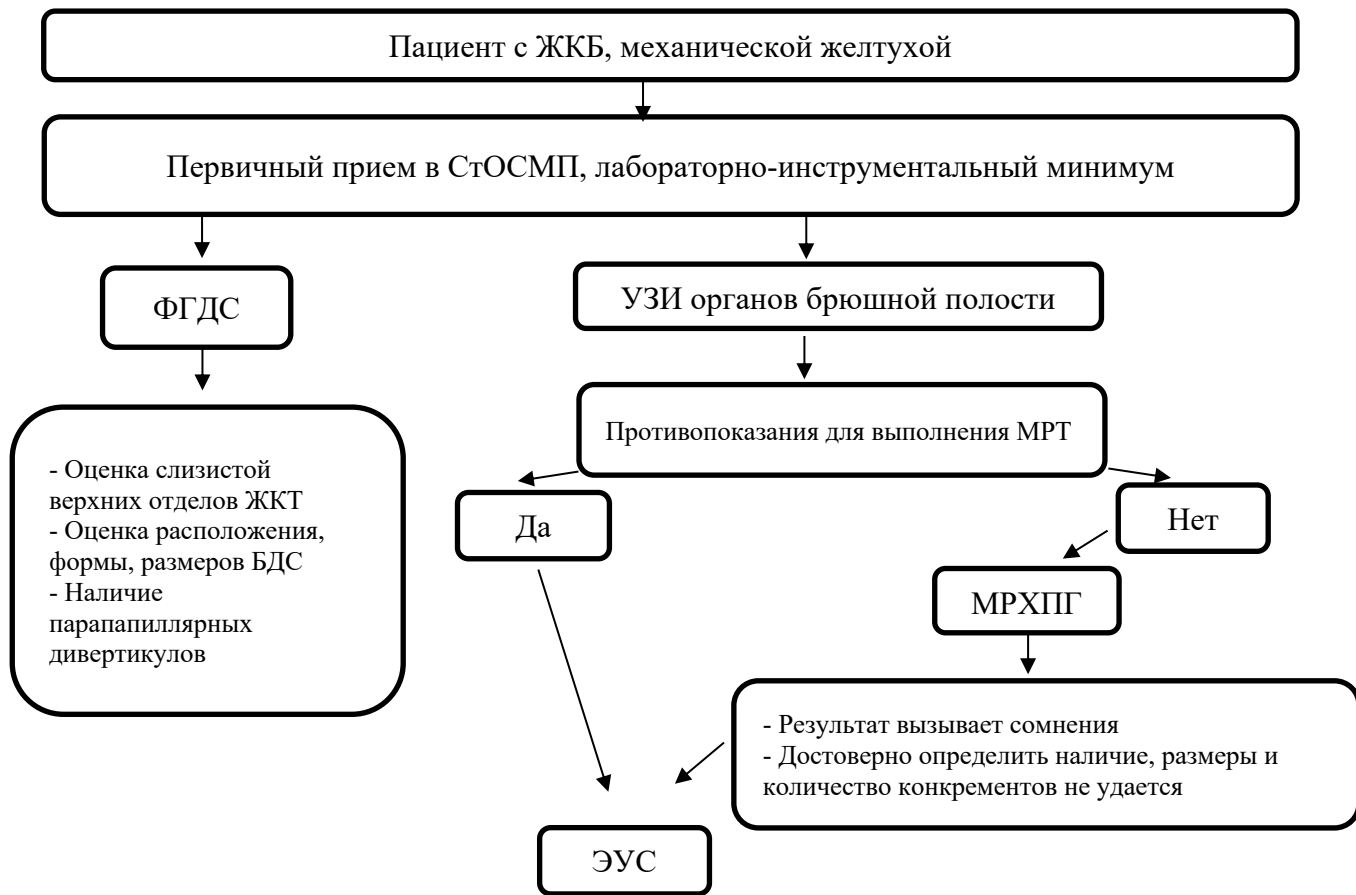 Пациент с ЖКБ, механической желтухой
Первичный прием в СтОСМП, лабораторно-инструментальный минимум
ФГДС
УЗИ органов брюшной полости
- Оценка слизистой
верхних отделов ЖКТ
- Оценка расположения,
формы, размеров БДС
- Наличие
парапапиллярных
дивертикулов
Противопоказания для выполнения МРТ
Да
Нет
МРХПГ
- Результат вызывает сомнения
- Достоверно определить наличие, размеры и
количество конкрементов не удается
ЭУС